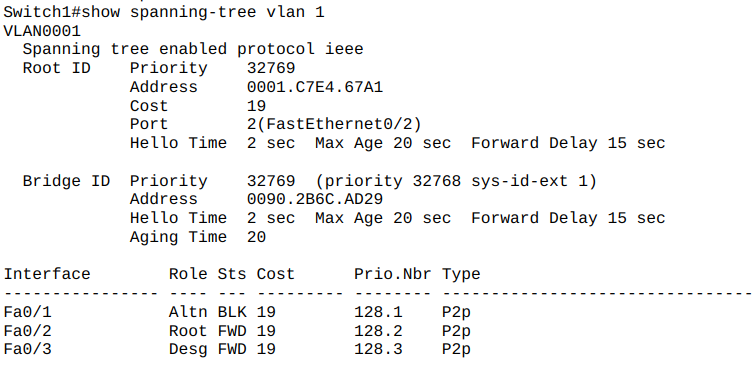 Switch1#show spanning-tree vlan 1
VLAN0001
  Spanning tree enabled protocol ieee
  Root ID    Priority    32769
             Address     0001.C7E4.67A1
             Cost        19
             Port        2(FastEthernet0/2)
             Hello Time  2 sec  Max Age 20 sec  Forward Delay 15 sec

  Bridge ID  Priority    32769  (priority 32768 sys-id-ext 1)
             Address     0090.2B6C.AD29
             Hello Time  2 sec  Max Age 20 sec  Forward Delay 15 sec
             Aging Time  20

Interface        Role Sts Cost      Prio.Nbr Type
---------------- ---- --- --------- -------- --------------------------------
Fa0/1            Altn BLK 19        128.1    P2p
Fa0/2            Root FWD 19        128.2    P2p
Fa0/3            Desg FWD 19        128.3    P2p